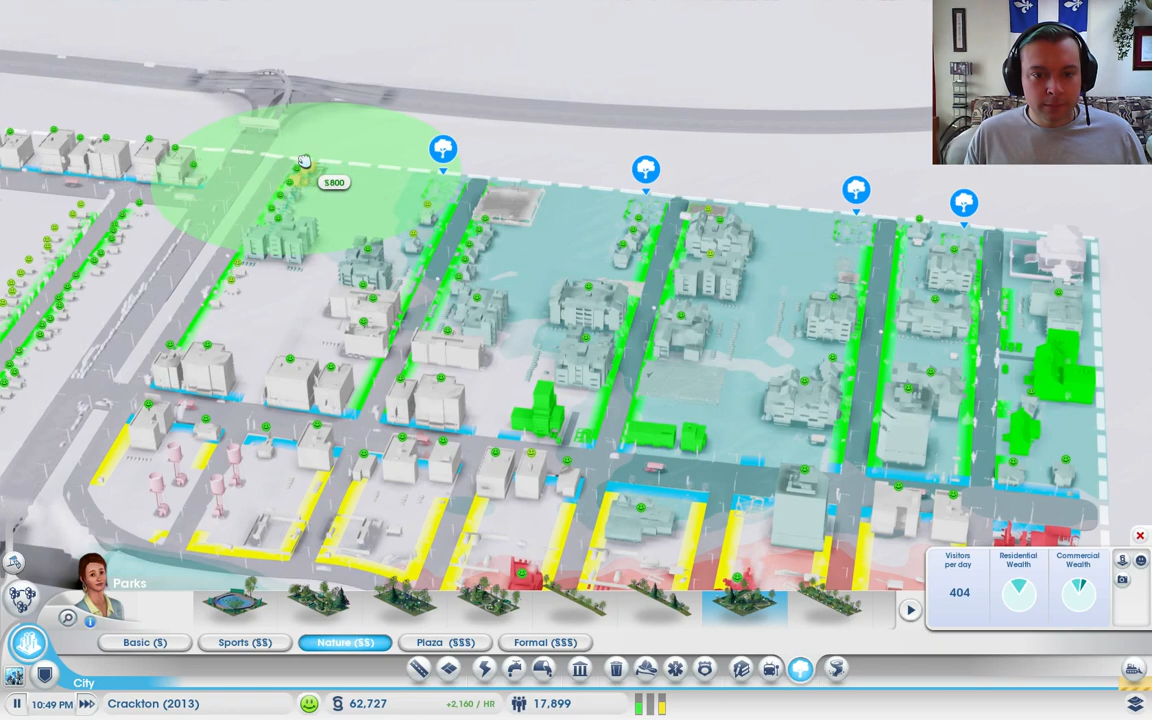 $800
Parks
Visitors per day
Residential Wealth
Commercial Wealth
404
Basic ($)
Sports ($$)
Nature ($$)
Plaza ($$$)
Formal ($$$)
City
10:49 PM
Crackton (2013)
62,727
+2,160 / HR
17,899